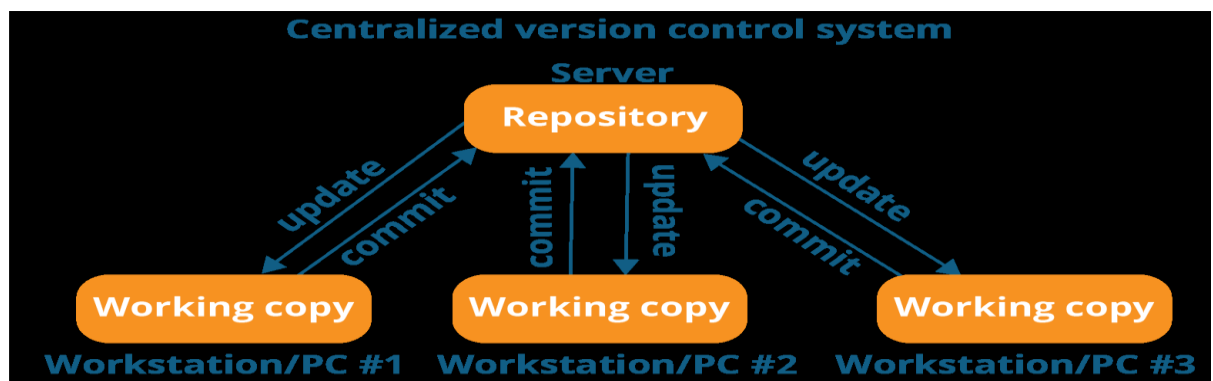 Centralized version control system
Server
Repository
update
commit
commit
update
commit
update
Working copy
Working copy
Working copy
Workstation/PC #1
Workstation/PC #2
Workstation/PC #3